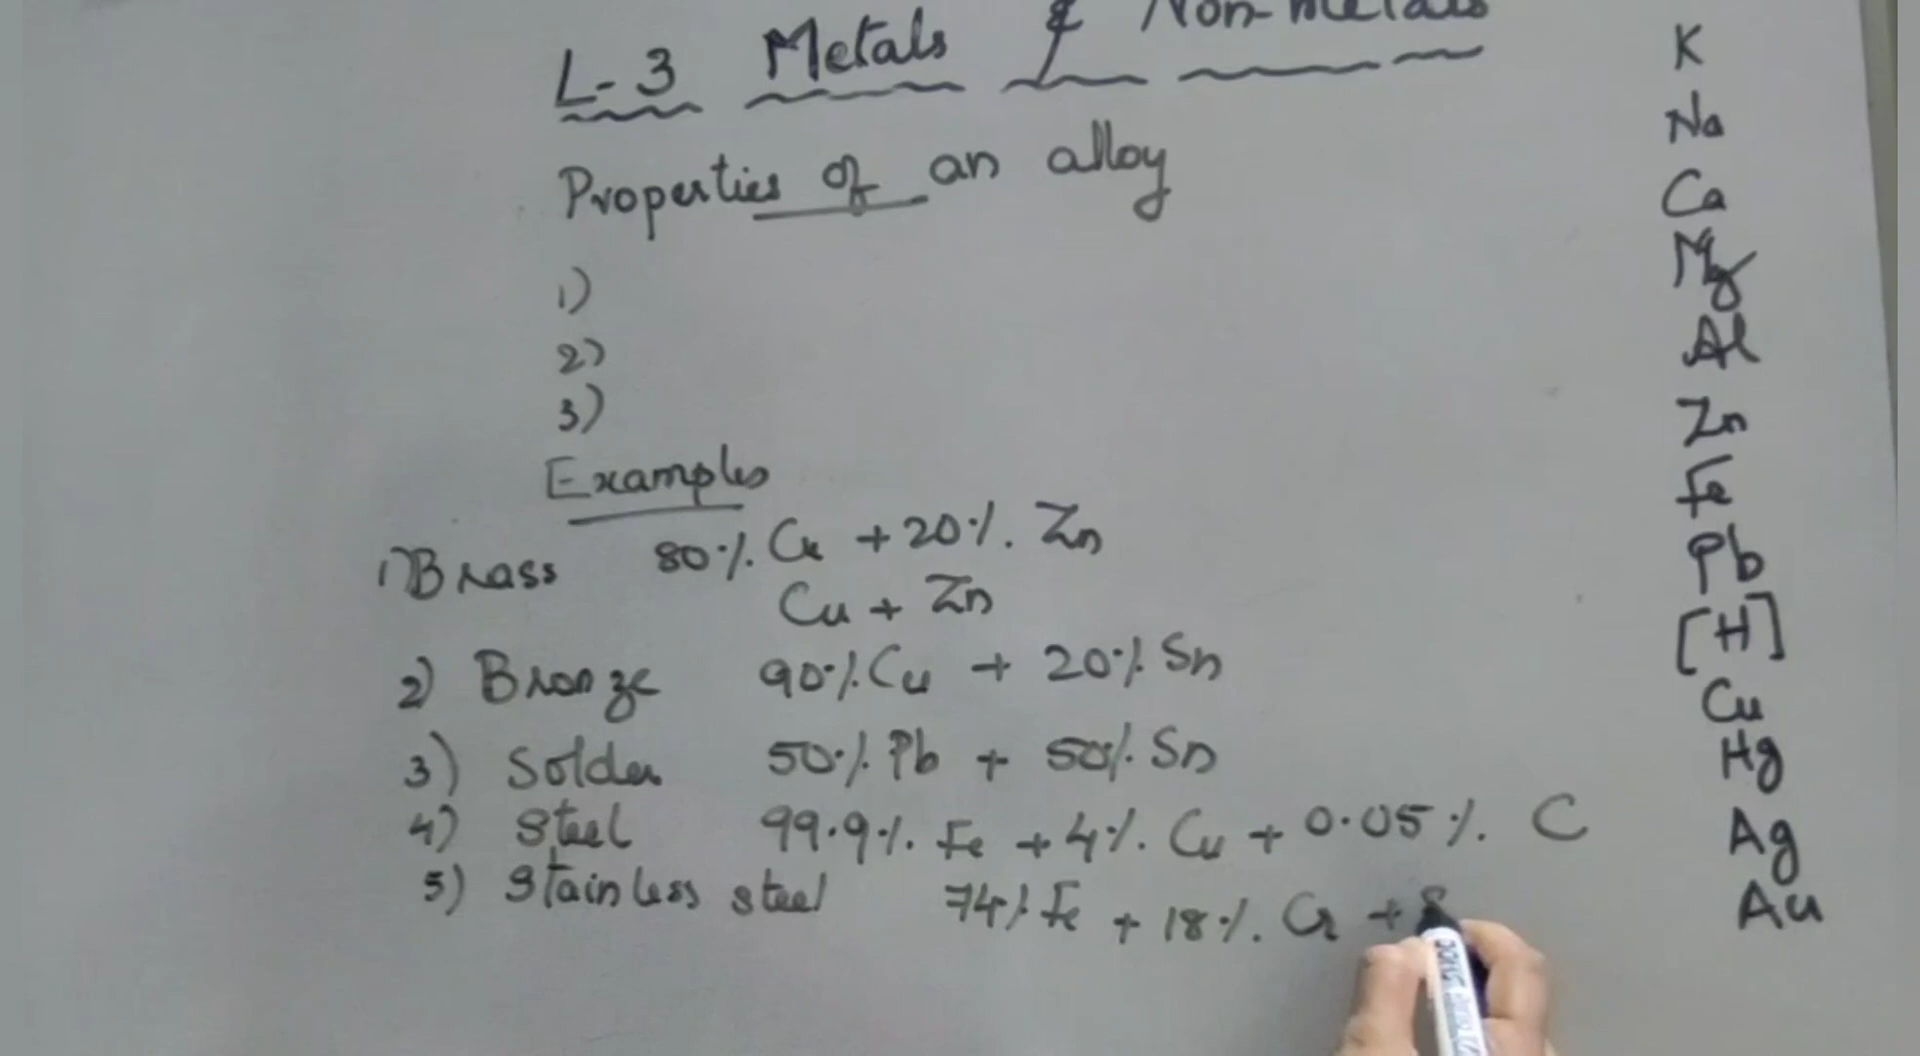 L-3 Metals & Non-metals
Properties of an alloy
1)
2)
3)
Examples
1) Brass 80% Cu + 20% Zn
Cu + Zn
2) Bronze 90% Cu + 20% Sn
3) Solder 50% Pb + 50% Sn
4) Steel 99.9% Fe + 4% Cu + 0.05% C
5) Stainless steel 74% Fe + 18% Cr + 8
K
Na
Ca
Mg
Al
Zn
Fe
Pb
[H]
Cu
Hg
Ag
Au